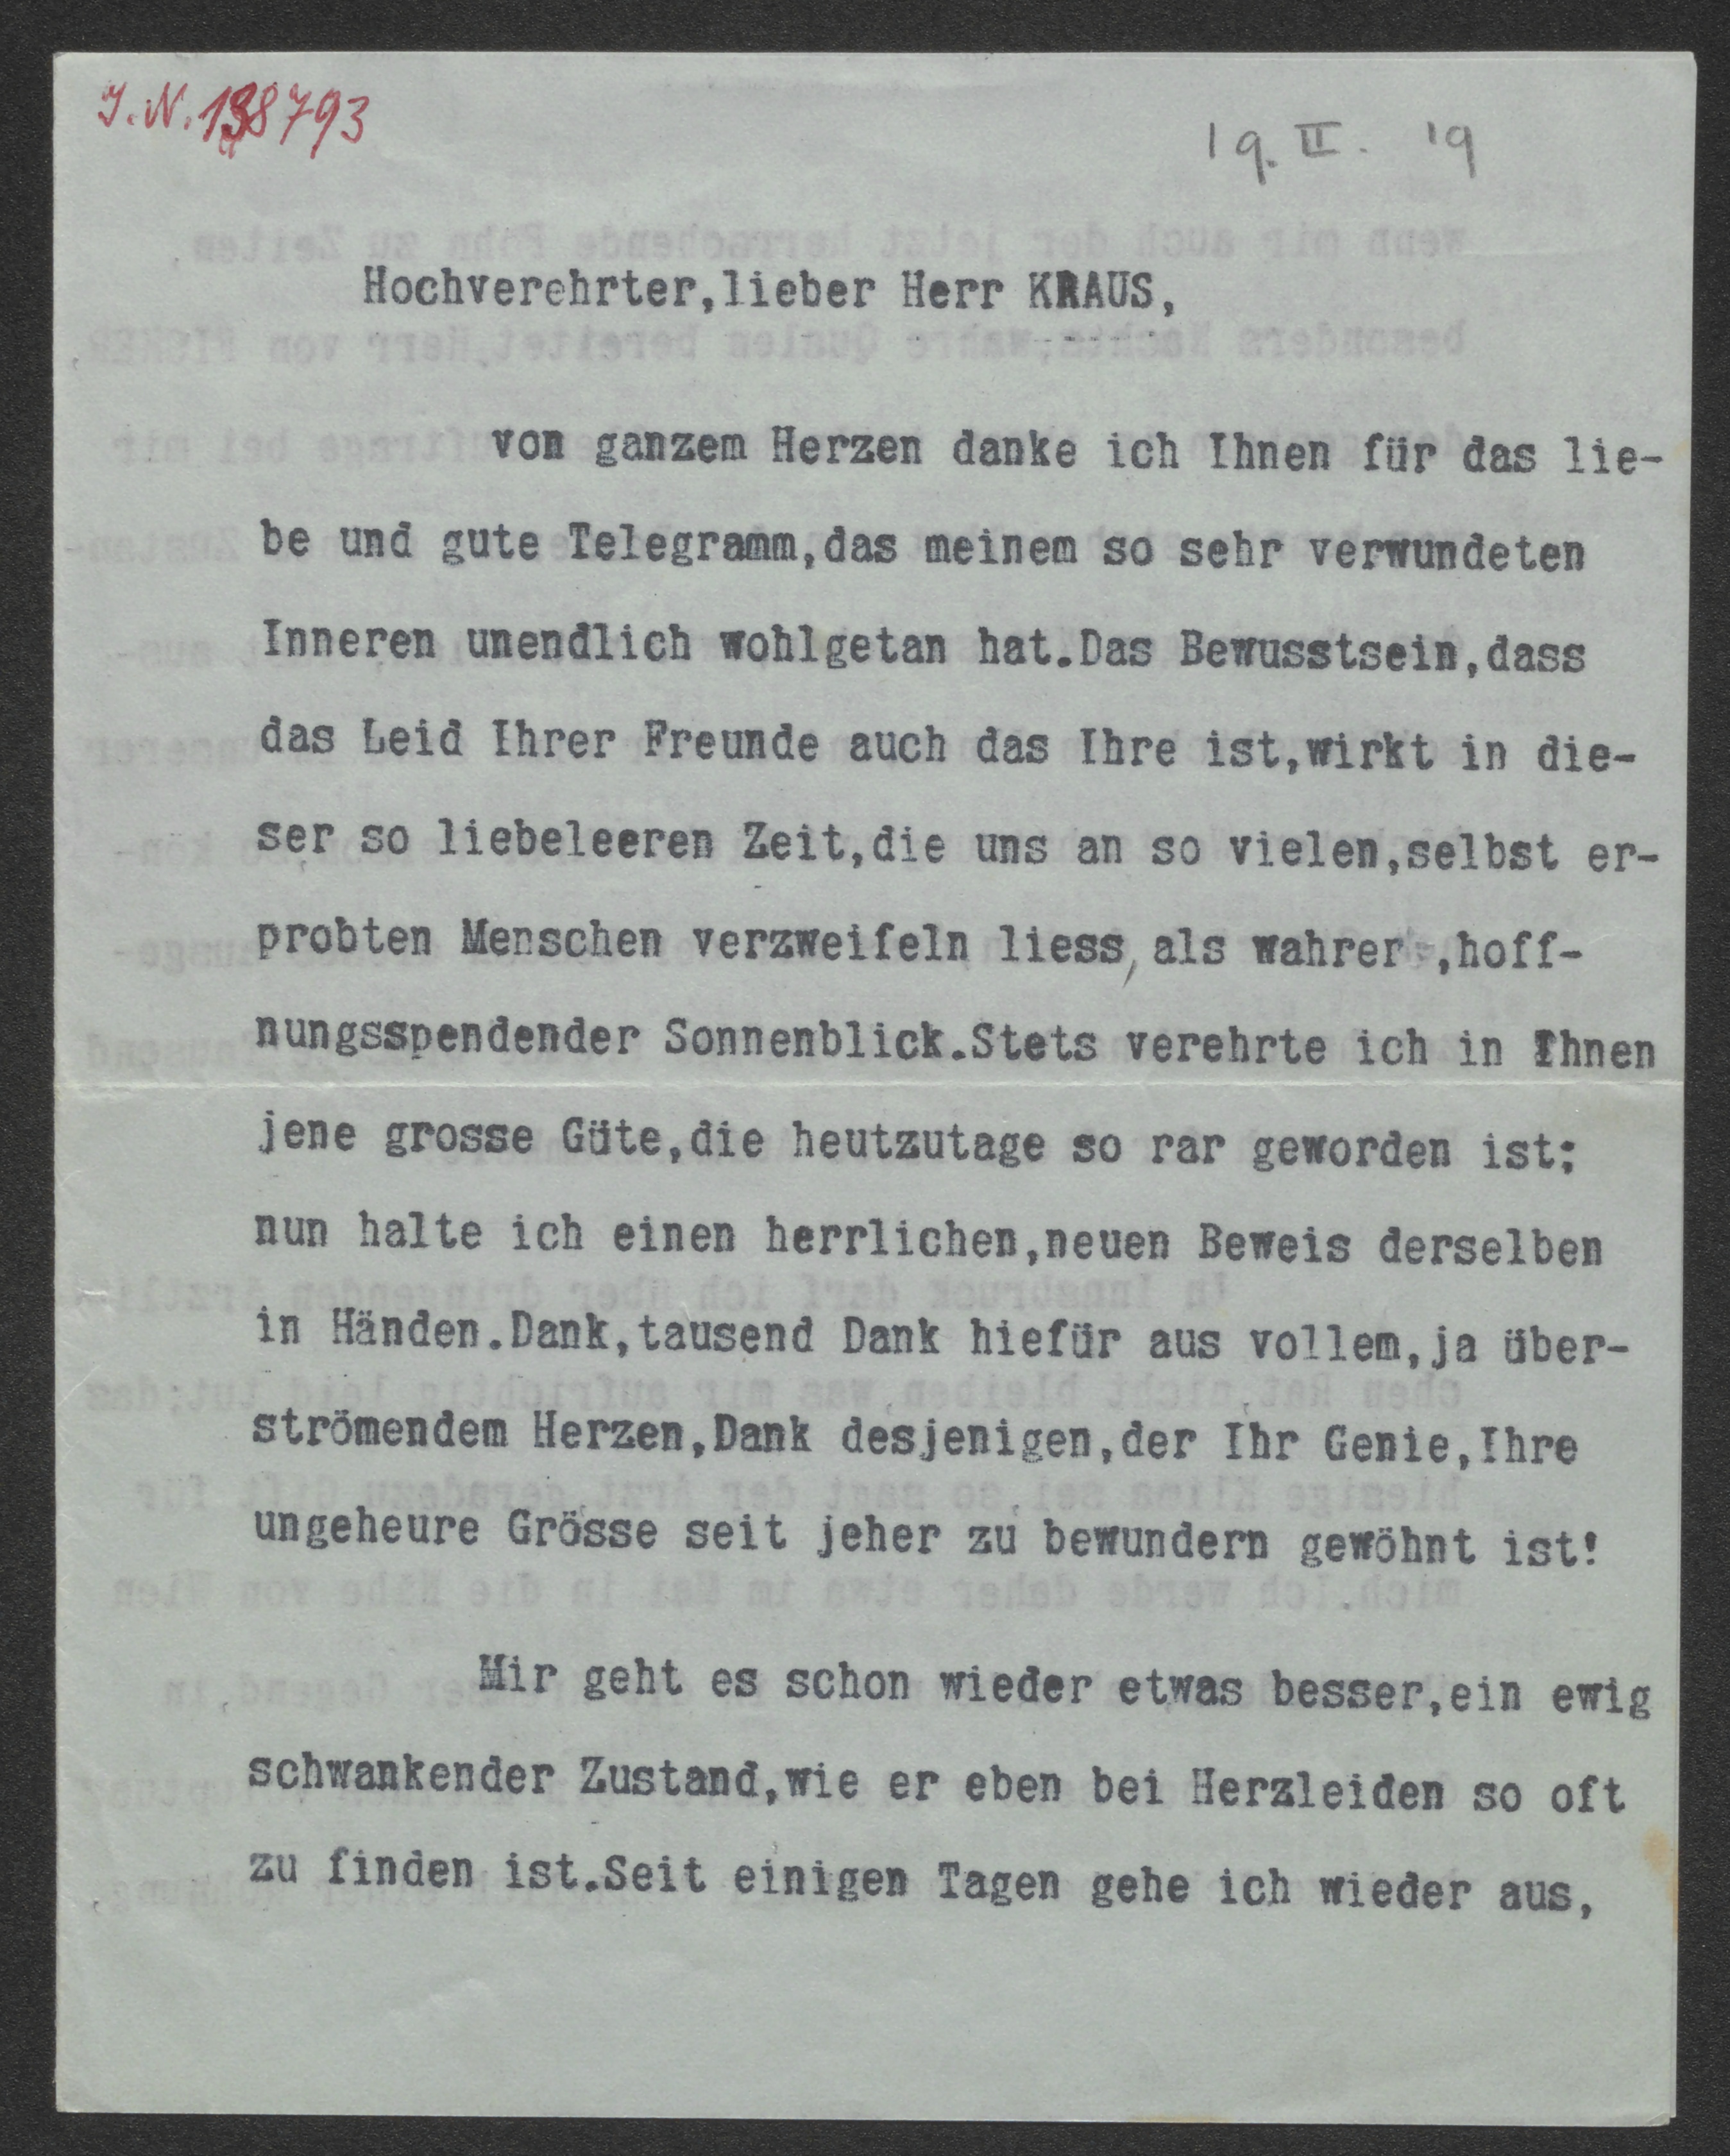 J.N. 138793
19. II. 19
Hochverehrter,lieber Herr KRAUS,
von ganzem Herzen danke ich Ihnen für das lie-
be und gute Telegramm,das meinem so sehr verwundeten
Inneren unendlich wohlgetan hat.Das Bewusstsein,dass
das Leid Ihrer Freunde auch das Ihre ist,wirkt in die-
ser so liebeleeren Zeit,die uns an so vielen,selbst er-
probten Menschen verzweifeln liess, als wahrer ,hoff-
nungsspendender Sonnenblick.Stets verehrte ich in Ihnen
jene grosse Güte,die heutzutage so rar geworden ist;
nun halte ich einen herrlichen,neuen Beweis derselben
in Händen.Dank,tausend Dank hiefür aus vollem,ja über-
strömendem Herzen,Dank desjenigen,der Ihr Genie,Ihre
ungeheure Grösse seit jeher zu bewundern gewöhnt ist!
Mir geht es schon wieder etwas besser,ein ewig
schwankender Zustand,wie er eben bei Herzleiden so oft
zu finden ist.Seit einigen Tagen gehe ich wieder aus,